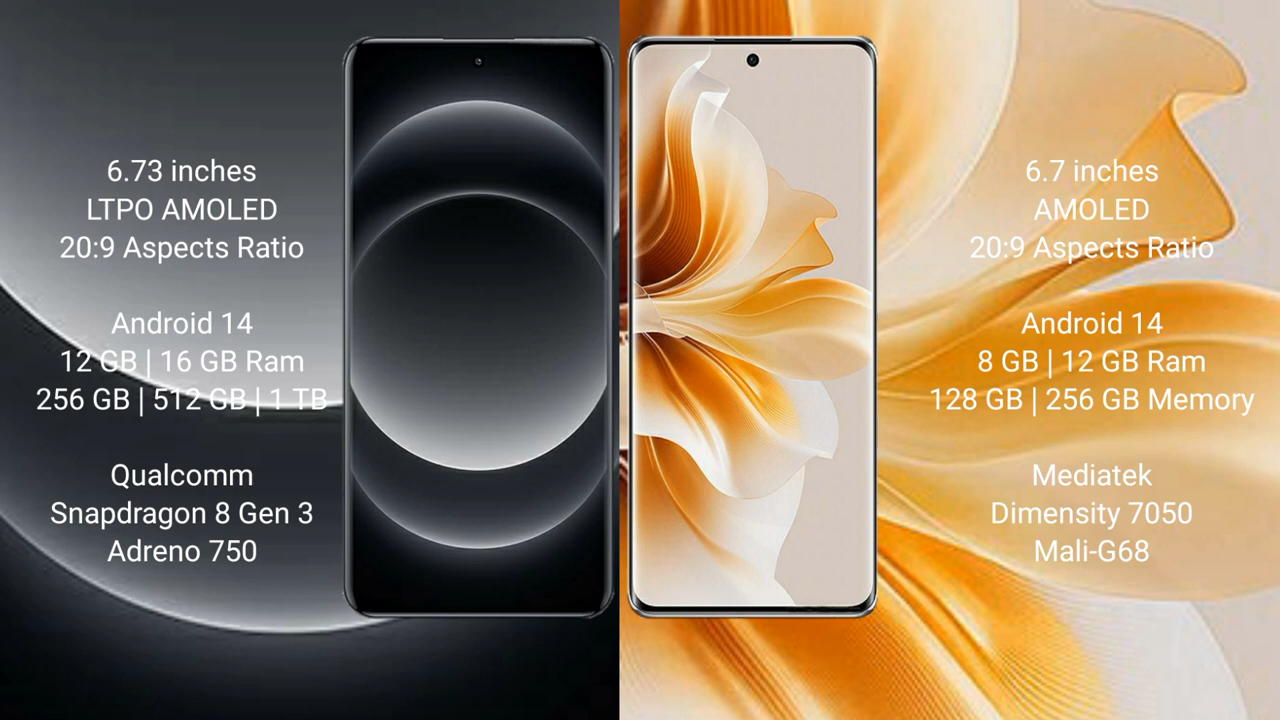 6.73 inches
LTPO AMOLED
20:9 Aspects Ratio
Android 14
12 GB | 16 GB Ram
256 GB | 512 GB | 1 TB
Qualcomm
Snapdragon 8 Gen 3
Adreno 750
6.7 inches
AMOLED
20:9 Aspects Ratio
Android 14
8 GB | 12 GB Ram
128 GB | 256 GB Memory
Mediatek
Dimensity 7050
Mali-G68